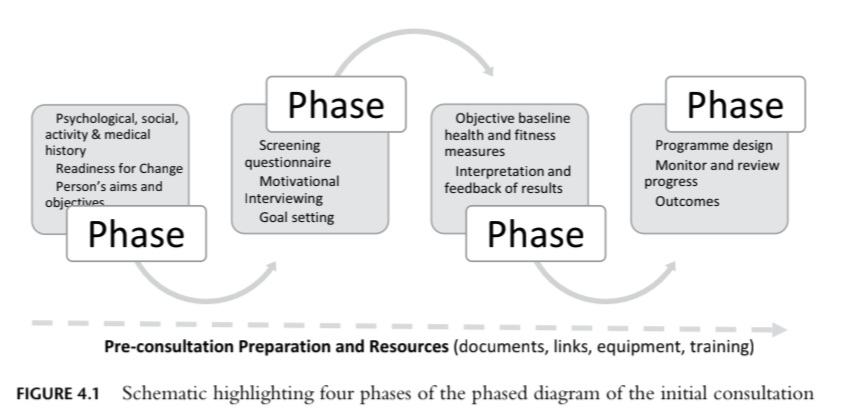 Psychological, social,
activity & medical
history
Readiness for Change
Person's aims and
objectives
Phase
Phase
Screening
questionnaire
Motivational
Interviewing
Goal setting
Objective baseline
health and fitness
measures
Interpretation and
feedback of results
Phase
Phase
Programme design
Monitor and review
progress
Outcomes
Pre-consultation Preparation and Resources (documents, links, equipment, training)
FIGURE 4.1 Schematic highlighting four phases of the phased diagram of the initial consultation